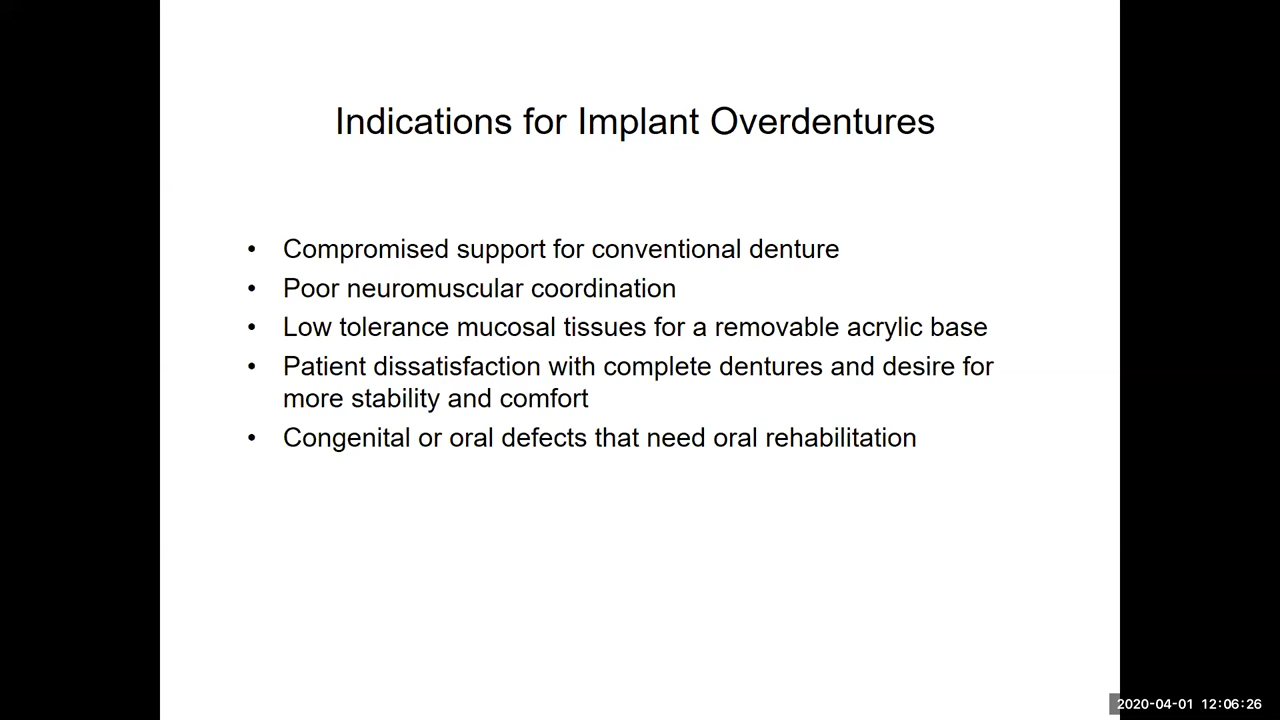 Indications for Implant Overdentures
• Compromised support for conventional denture
• Poor neuromuscular coordination
• Low tolerance mucosal tissues for a removable acrylic base
• Patient dissatisfaction with complete dentures and desire for
more stability and comfort
• Congenital or oral defects that need oral rehabilitation
2020-04-01 12:06:26